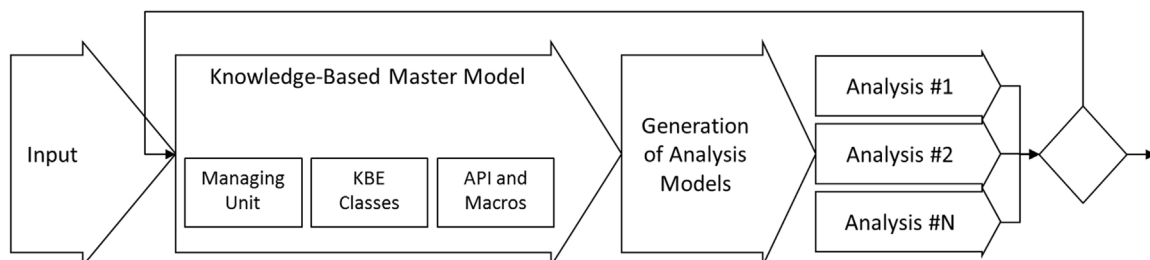 Knowledge-Based Master Model
Input
Managing
Unit
KBE
Classes
API and
Macros
Generation
of Analysis
Models
Analysis #1
Analysis #2
Analysis #N